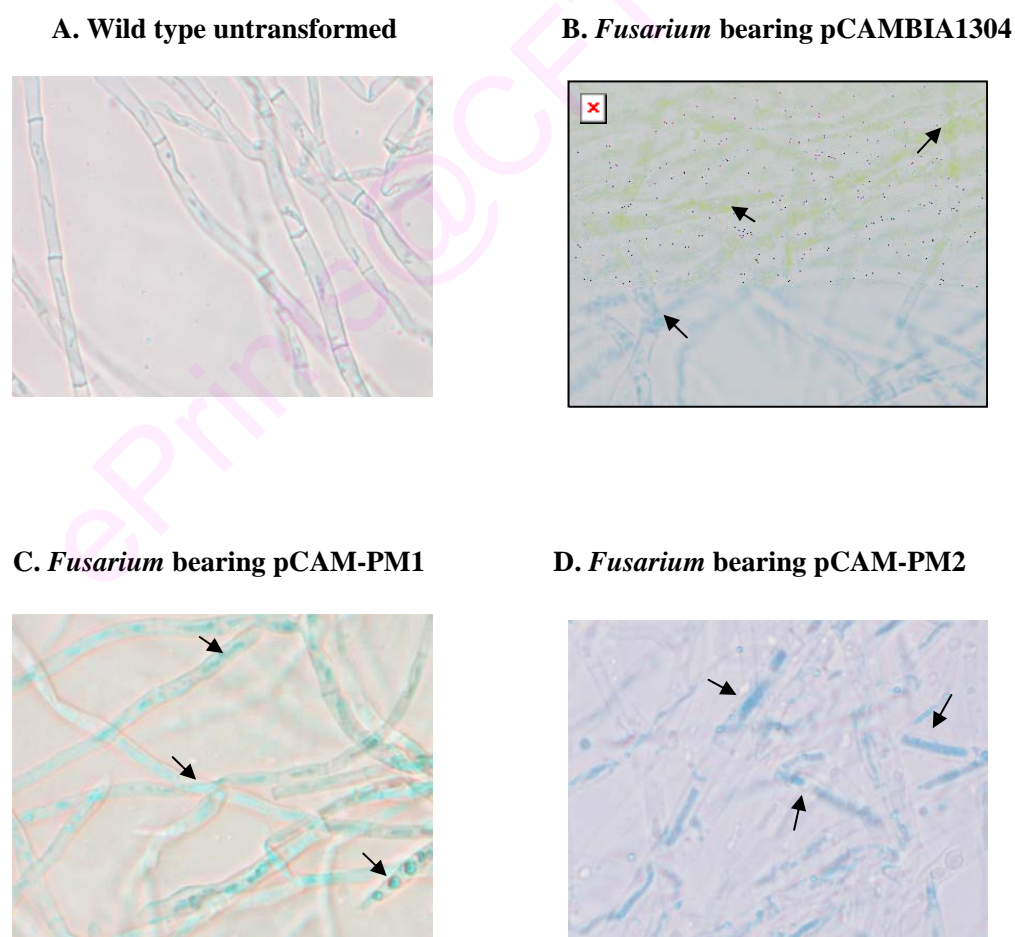 A. Wild type untransformed
B. Fusarium bearing pCAMBIA1304
C. Fusarium bearing pCAM-PM1
D. Fusarium bearing pCAM-PM2